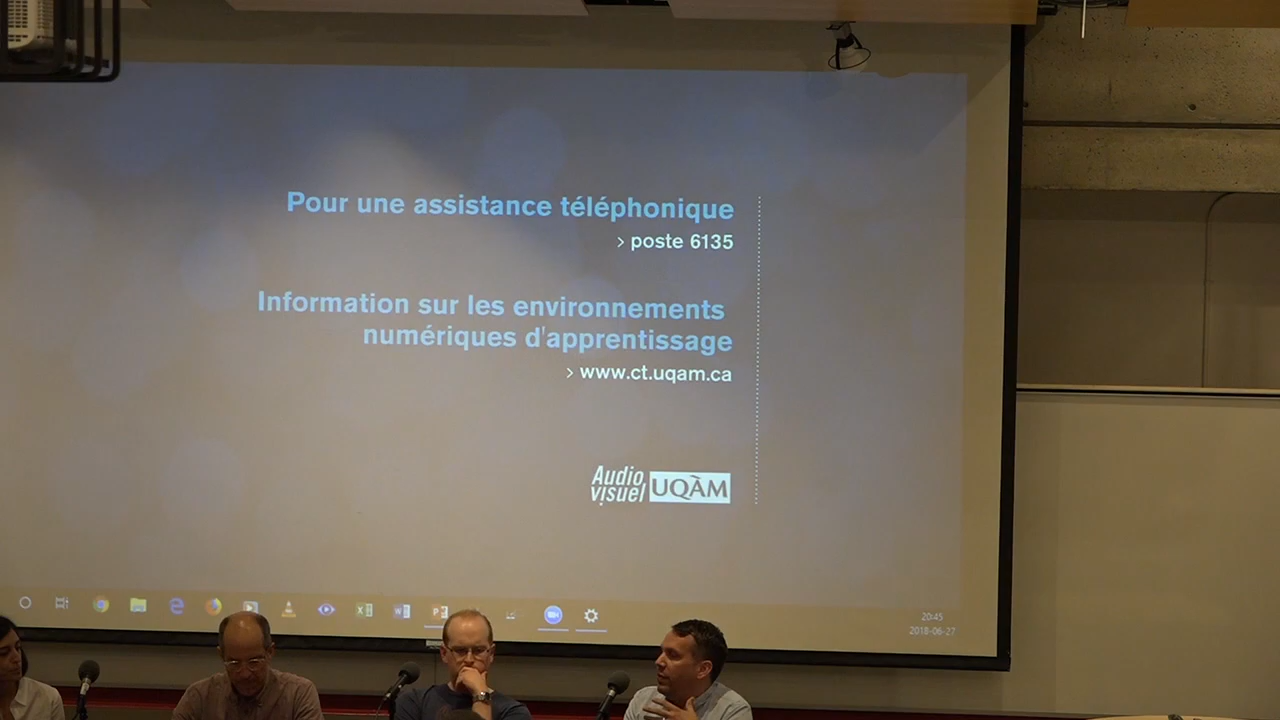 Pour une assistance téléphonique
> poste 6135
Information sur les environnements
numériques d'apprentissage
> www.ct.uqam.ca
Audio
visuel UQÀM
20:45
2018-06-27